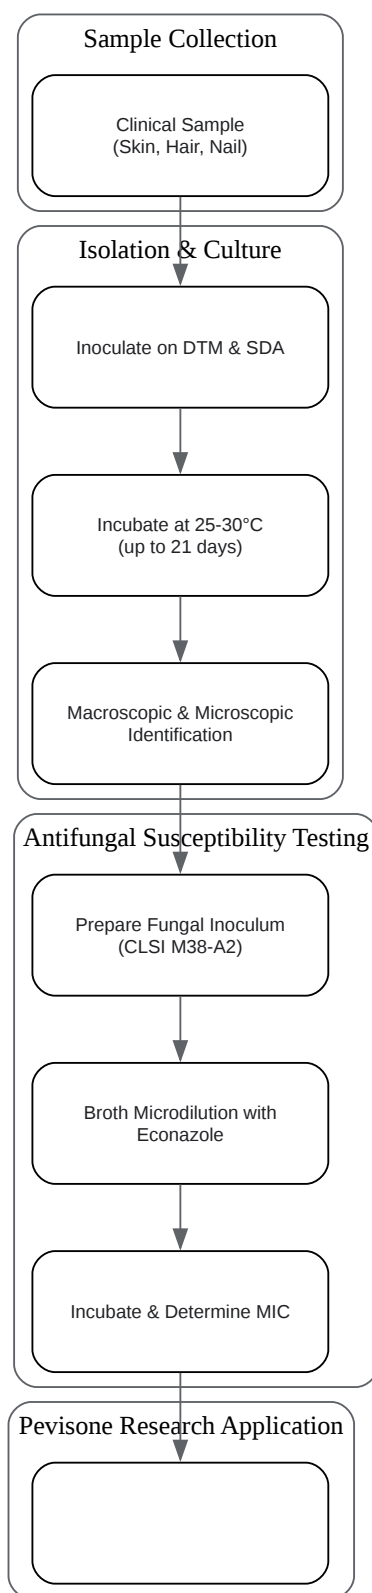 Sample Collection
Clinical Sample
(Skin, Hair, Nail)
Isolation & Culture
Inoculate on DTM & SDA
Incubate at 25-30°C
(up to 21 days)
Macroscopic & Microscopic
Identification
Antifungal Susceptibility Testing
Prepare Fungal Inoculum
(CLSI M38-A2)
Broth Microdilution with
Econazole
Incubate & Determine MIC
Pevisone Research Application